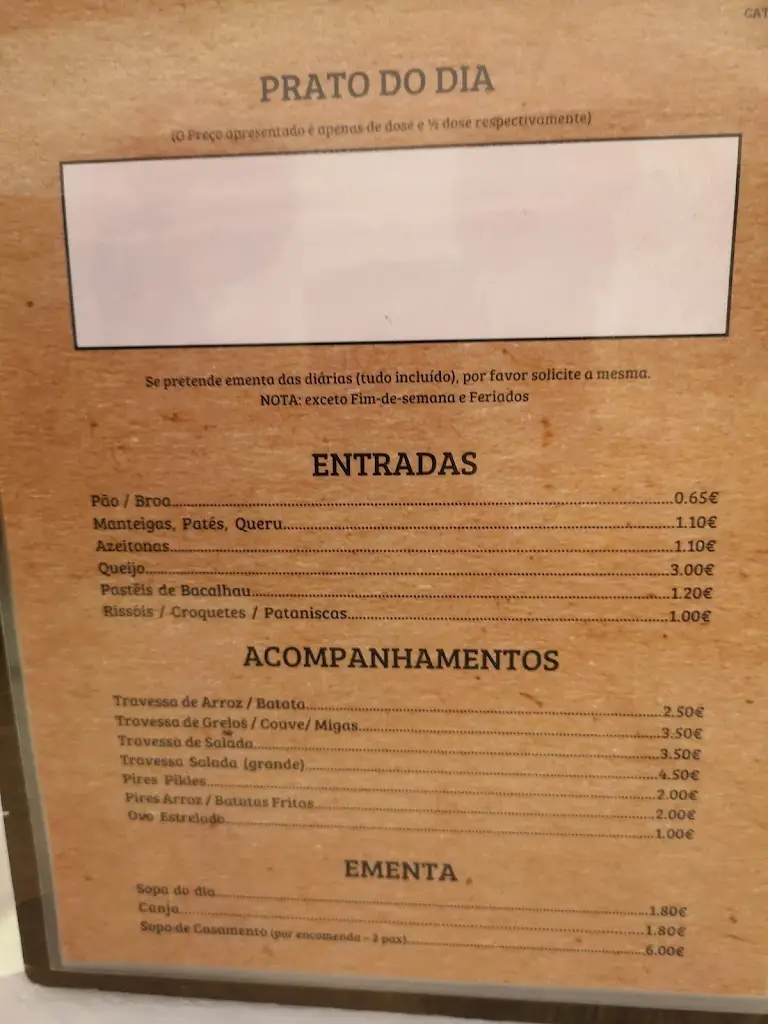 CAT
PRATO DO DIA
(O Preço apresentado é apenas de dose e ½ dose respectivamente)
Se pretende ementa das diárias (tudo incluído), por favor solicite a mesma.
NOTA: exceto Fim-de-semana e Feriados
ENTRADAS
Pão / Broa 0.65€
Manteigas, Patés, Queru 1.10€
Azeitonas 1.10€
Queijo 3.00€
Pastéis de Bacalhau 1.20€
Rissóis / Croquetes / Pataniscas 1.00€
ACOMPANHAMENTOS
Travessa de Arroz / Batata 2.50€
Travessa de Grelos / Couve/ Migas 3.50€
Travessa de Salada 3.50€
Travessa Salada (grande) 4.50€
Pires Pikles 2.00€
Pires Arroz / Batatas Fritas 2.00€
Ovo Estrelado 1.00€
EMENTA
Sopa do dia 1.80€
Canja 1.80€
Sopa de Casamento (por encomenda - 2 pax) 6.00€